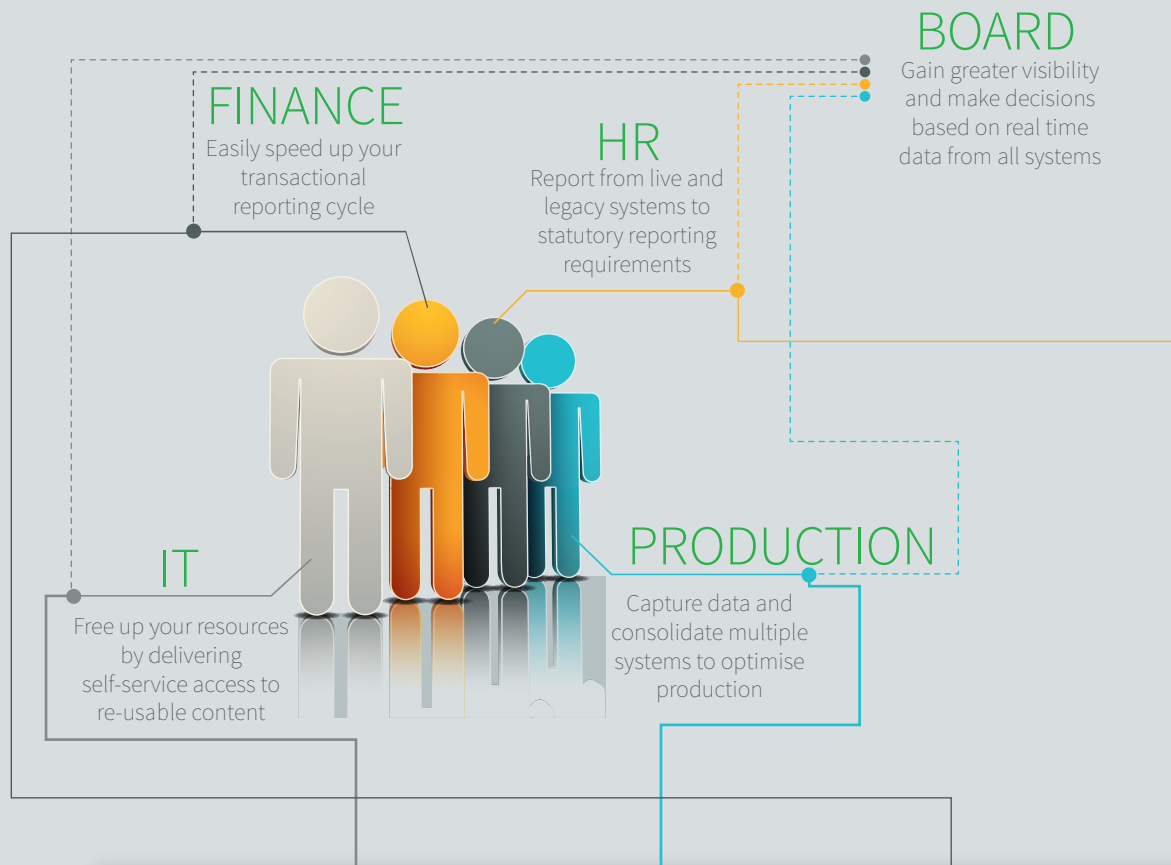 BOARD
Gain greater visibility
and make decisions
based on real time
data from all systems
FINANCE
Easily speed up your
transactional
reporting cycle
HR
Report from live and
legacy systems to
statutory reporting
requirements
IT
Free up your resources
by delivering
self-service access to
re-usable content
PRODUCTION
Capture data and
consolidate multiple
systems to optimise
production